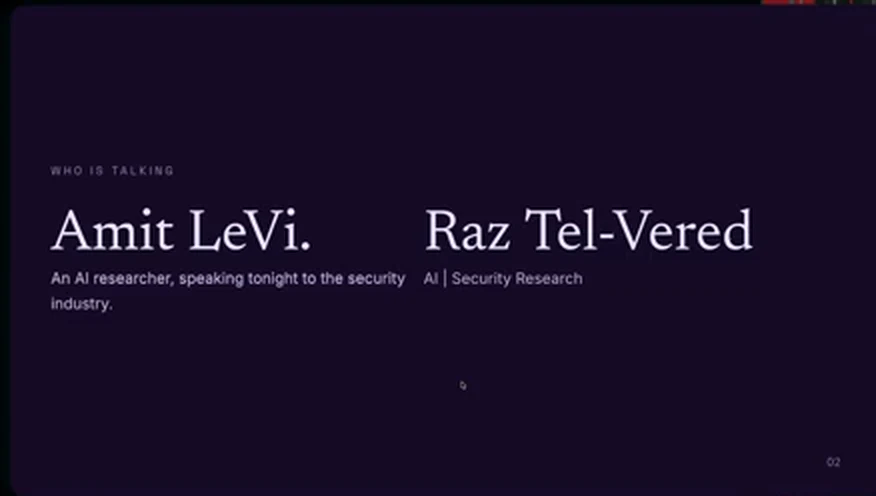 WHO IS TALKING
Amit LeVi.
An AI researcher, speaking tonight to the security
industry.
Raz Tel-Vered
AI | Security Research
02